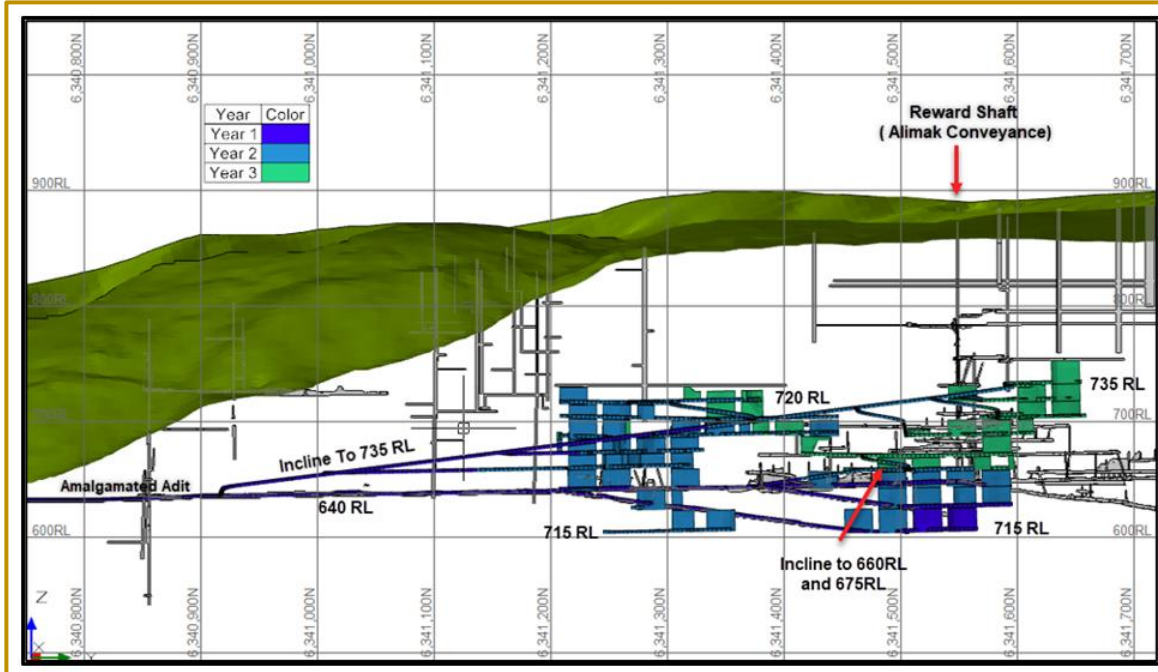 6,340,800N 6,340,900N 6,341,000N 6,341,100N 6,341,200N 6,341,300N 6,341,400N 6,341,500N 6,341,600N 6,341,700N
Year Color
Year 1
Year 2
Year 3
Reward Shaft
( Alimak Conveyance)
900RL 900RL
800RL 800RL
720 RL 735 RL
700RL 700RL
Incline To 735 RL
Amalgamated Adit
640 RL
715 RL 715 RL
600RL 600RL
Incline to 660RL
and 675RL
Z
6,340,800N 6,340,900N 6,341,000N 6,341,100N 6,341,200N 6,341,300N 6,341,400N 6,341,500N 6,341,600N 6,341,700N